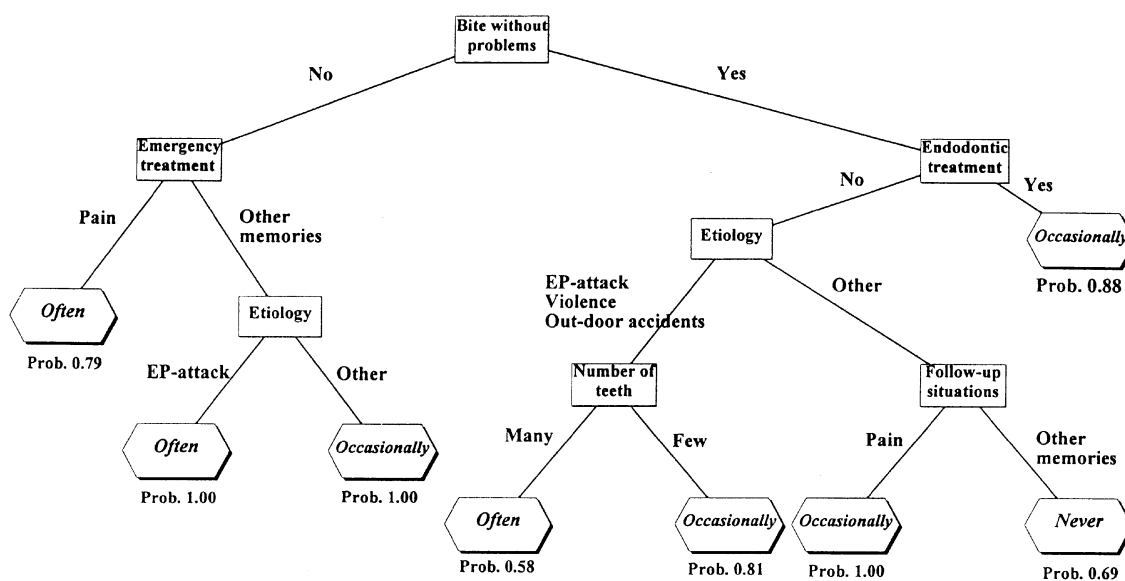 Bite without
problems
No
Yes
Emergency
treatment
Endodontic
treatment
No
Yes
Pain
Other
memories
Etiology
Occasionally
Prob. 0.88
EP-attack
Violence
Out-door accidents
Other
Often
Prob. 0.79
Etiology
EP-attack
Other
Number of
teeth
Follow-up
situations
Often
Prob. 1.00
Occasionally
Prob. 1.00
Many
Few
Pain
Other
memories
Often
Prob. 0.58
Occasionally
Prob. 0.81
Occasionally
Prob. 1.00
Never
Prob. 0.69